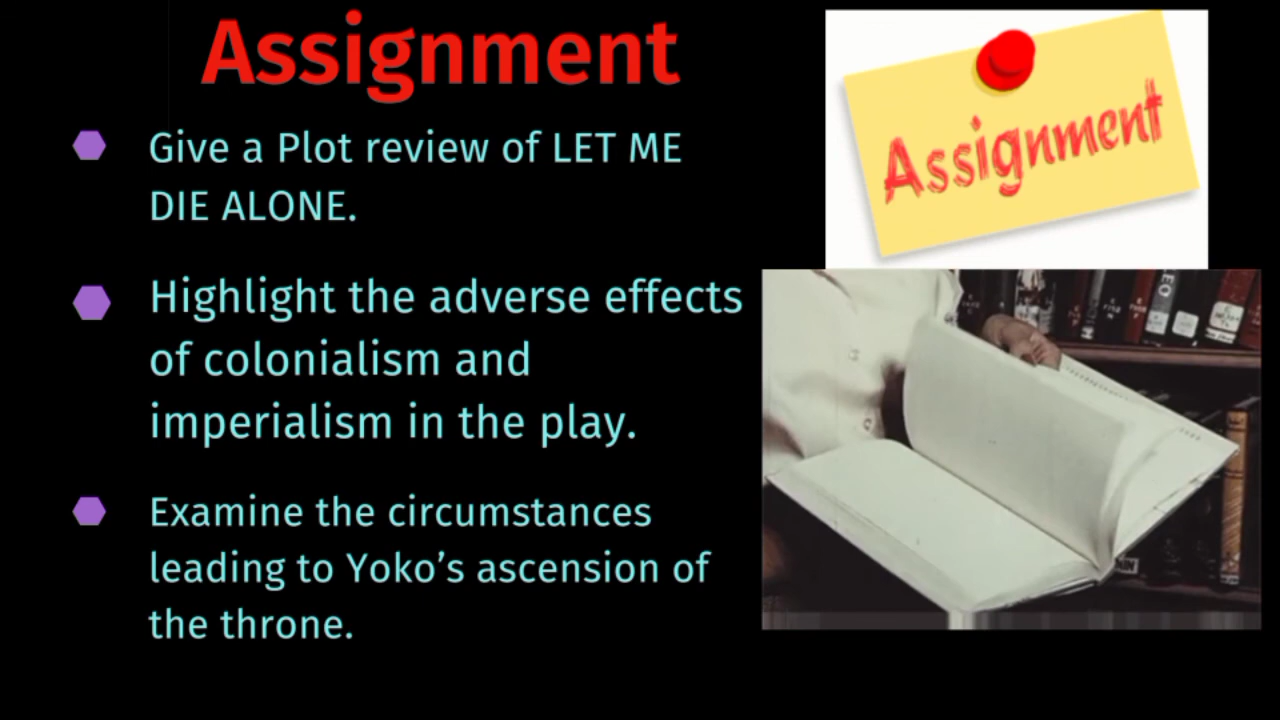 Assignment
Give a Plot review of LET ME
DIE ALONE.
Highlight the adverse effects
of colonialism and
imperialism in the play.
Examine the circumstances
leading to Yoko’s ascension of
the throne.
Assignment